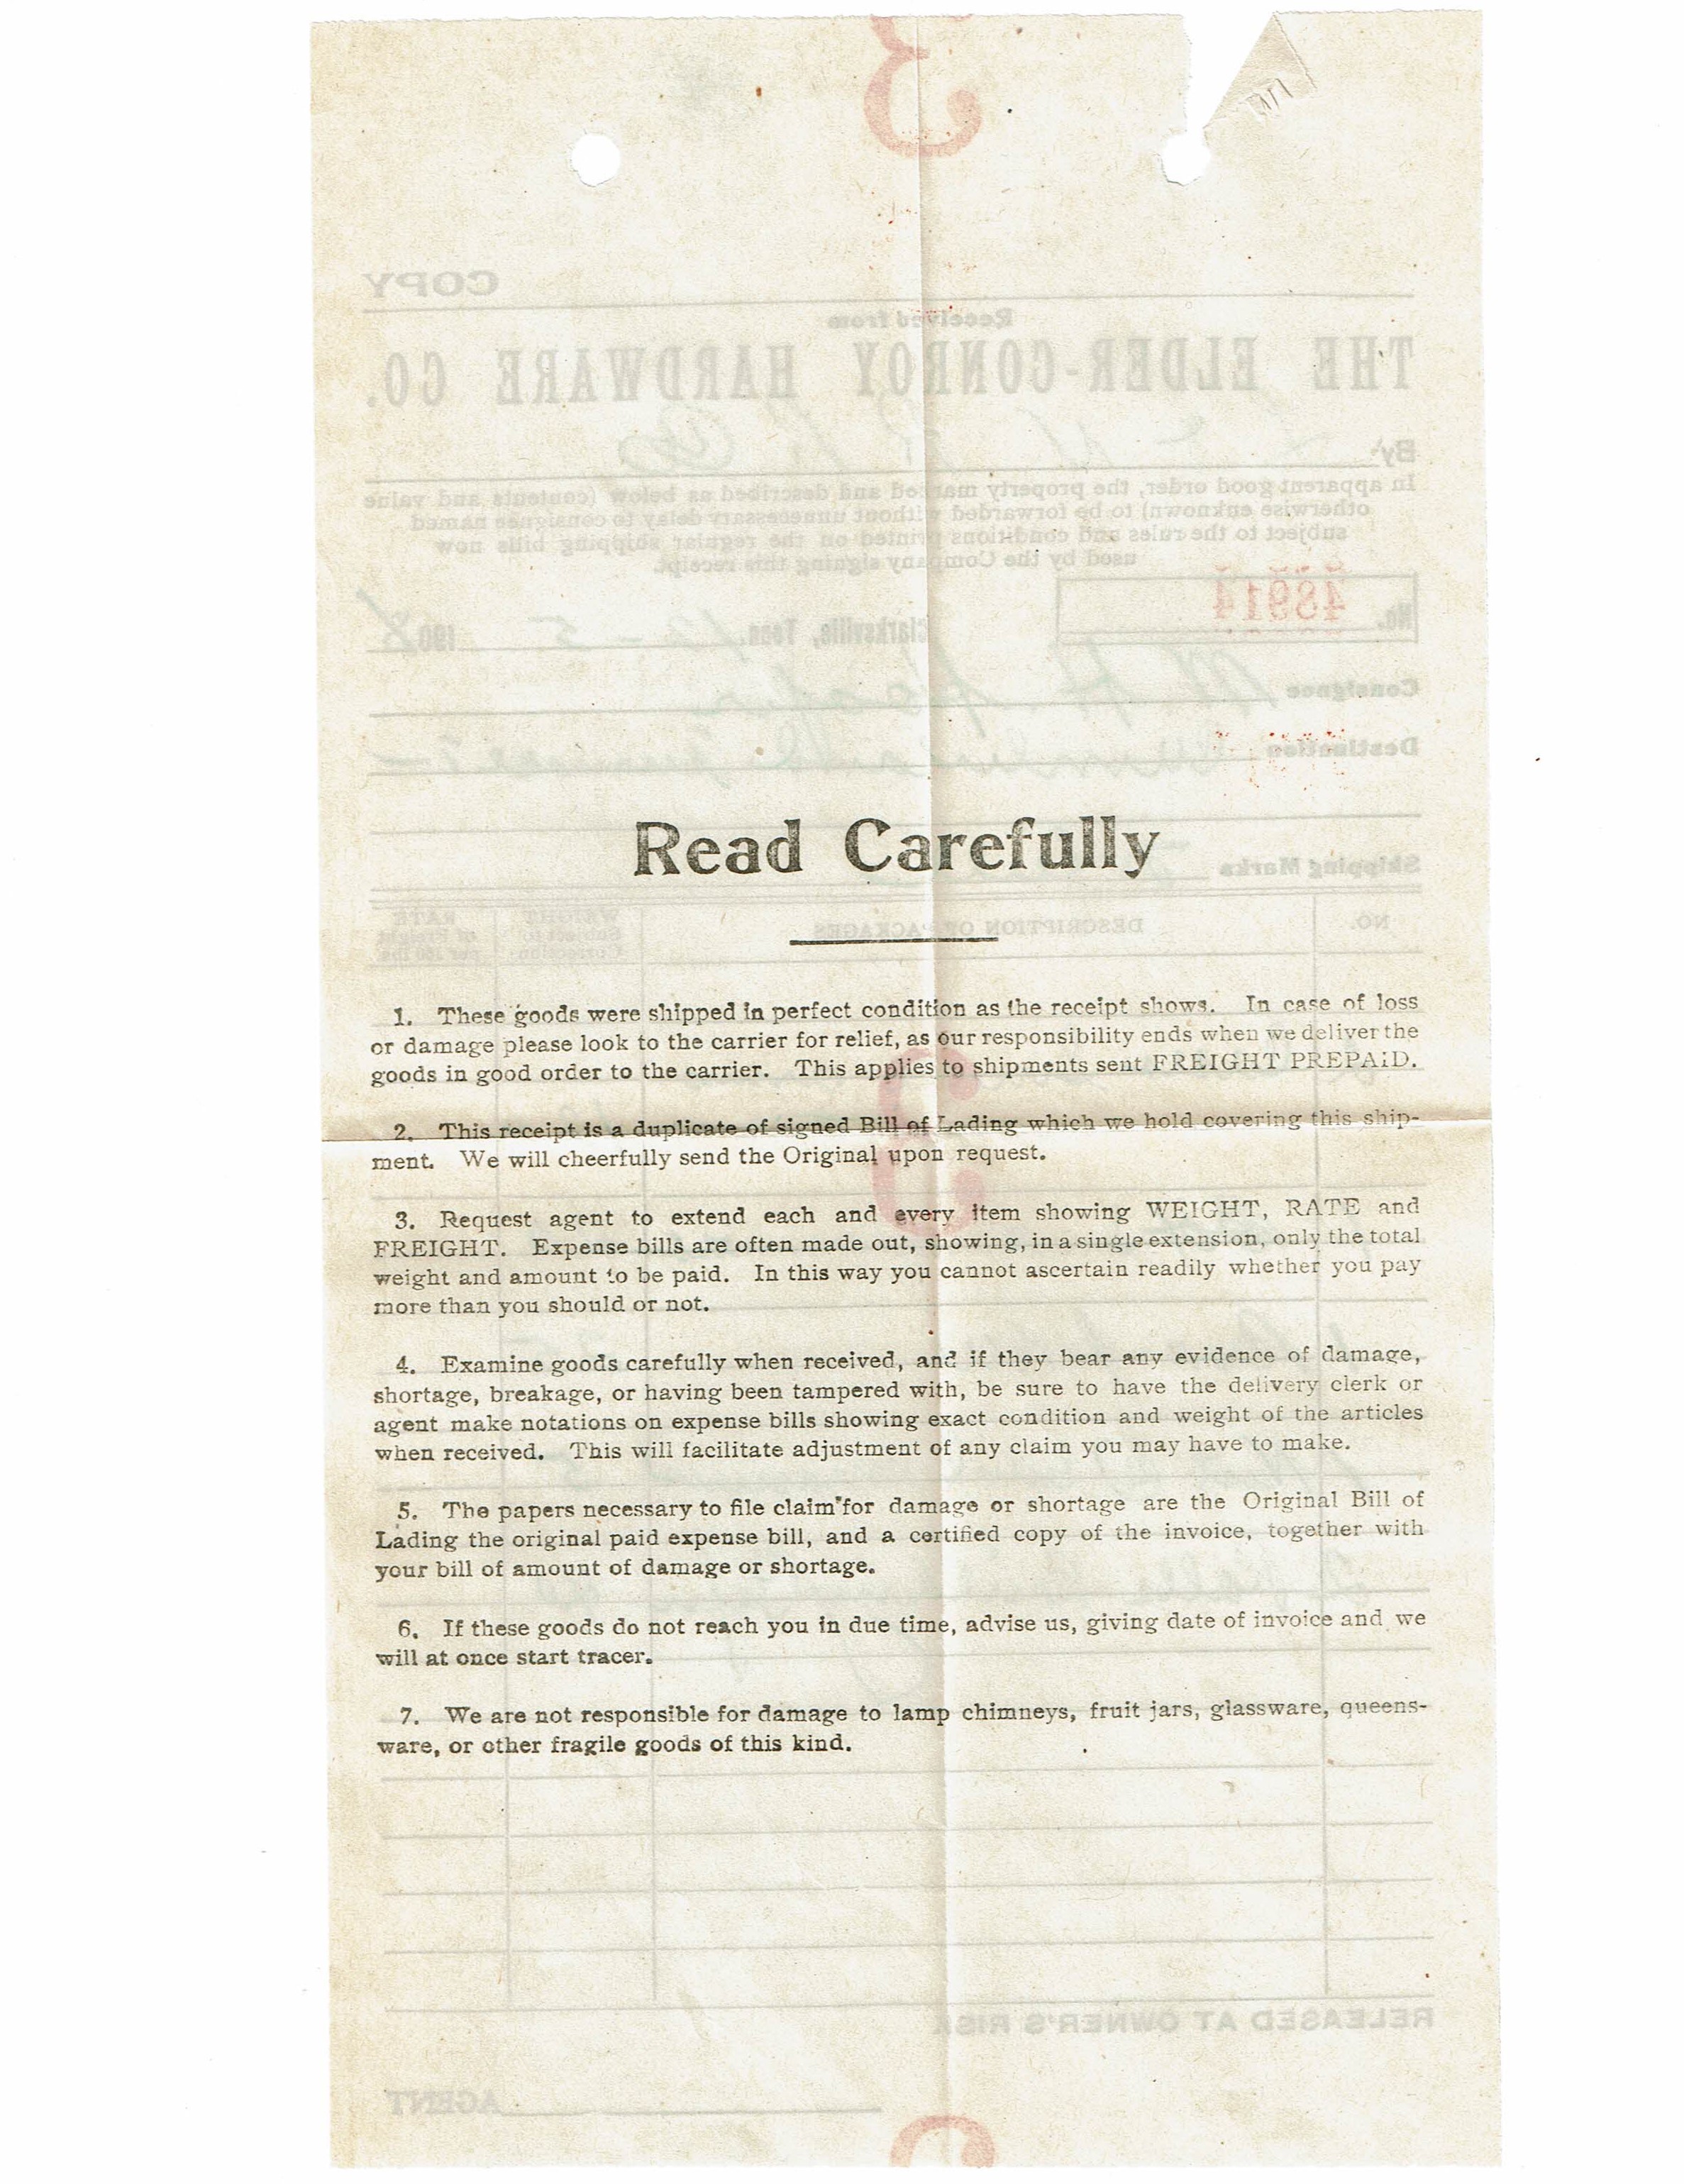 Read Carefully
1. These goods were shipped in perfect condition as the receipt shows. In case of loss
or damage please look to the carrier for relief, as our responsibility ends when we deliver the
goods in good order to the carrier. This applies to shipments sent FREIGHT PREPAID.
2. This receipt is a duplicate of signed Bill of Lading which we hold covering this ship-
ment. We will cheerfully send the Original upon request.
3. Request agent to extend each and every item showing WEIGHT, RATE and
FREIGHT. Expense bills are often made out, showing, in a single extension, only the total
weight and amount to be paid. In this way you cannot ascertain readily whether you pay
more than you should or not.
4. Examine goods carefully when received, and if they bear any evidence of damage,
shortage, breakage, or having been tampered with, be sure to have the delivery clerk or
agent make notations on expense bills showing exact condition and weight of the articles
when received. This will facilitate adjustment of any claim you may have to make.
5. The papers necessary to file claim for damage or shortage are the Original Bill of
Lading the original paid expense bill, and a certified copy of the invoice, together with
your bill of amount of damage or shortage.
6. If these goods do not reach you in due time, advise us, giving date of invoice and we
will at once start tracer.
7. We are not responsible for damage to lamp chimneys, fruit jars, glassware, queens-
ware, or other fragile goods of this kind.